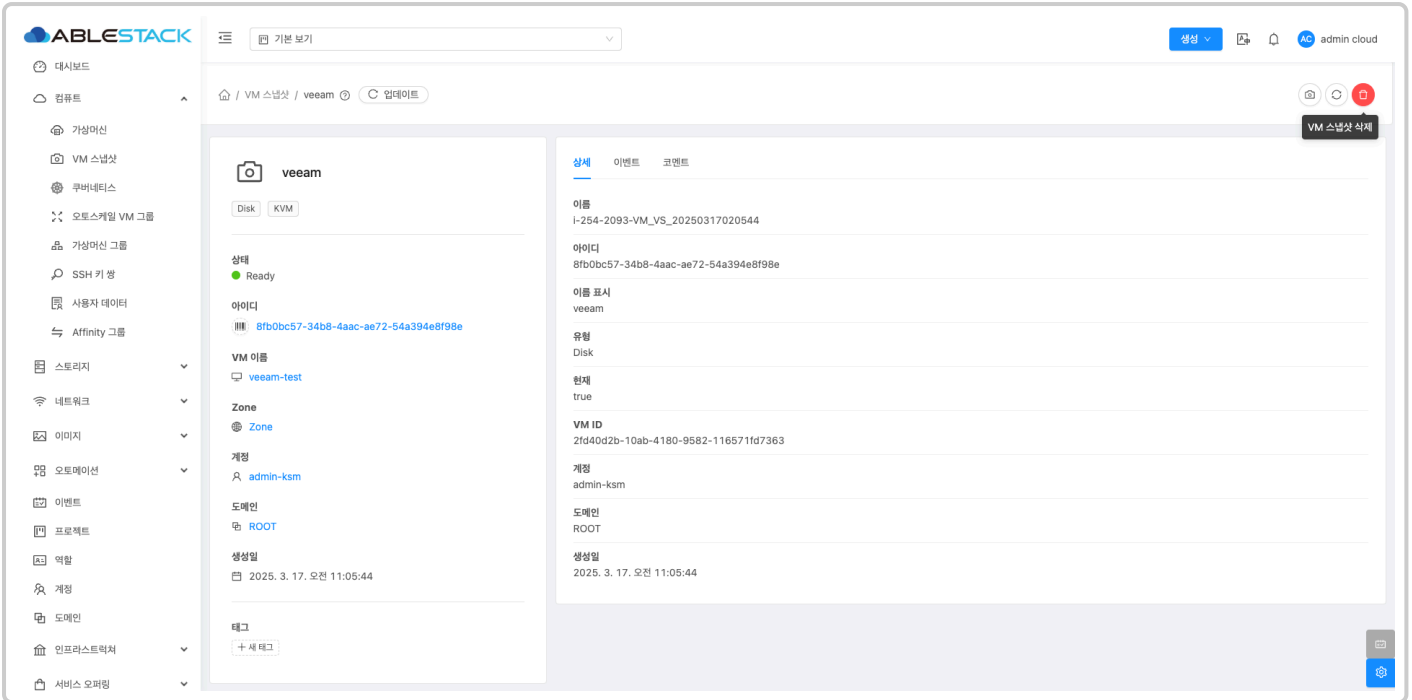 ABLESTACK
기본 보기
생성
AC
admin cloud
대시보드
컴퓨트
가상머신
VM 스냅샷
쿠버네티스
오토스케일 VM 그룹
가상머신 그룹
SSH 키 쌍
사용자 데이터
Affinity 그룹
스토리지
네트워크
이미지
오토메이션
이벤트
프로젝트
역할
계정
도메인
인프라스트럭쳐
서비스 오퍼링
/ VM 스냅샷 / veeam
업데이트
VM 스냅샷 삭제
veeam
Disk
KVM
상태
Ready
아이디
8fb0bc57-34b8-4aac-ae72-54a394e8f98e
VM 이름
veeam-test
Zone
Zone
계정
admin-ksm
도메인
ROOT
생성일
2025. 3. 17. 오전 11:05:44
태그
+ 새 태그
상세
이벤트
코멘트
이름
i-254-2093-VM_VS_20250317020544
아이디
8fb0bc57-34b8-4aac-ae72-54a394e8f98e
이름 표시
veeam
유형
Disk
현재
true
VM ID
2fd40d2b-10ab-4180-9582-116571fd7363
계정
admin-ksm
도메인
ROOT
생성일
2025. 3. 17. 오전 11:05:44